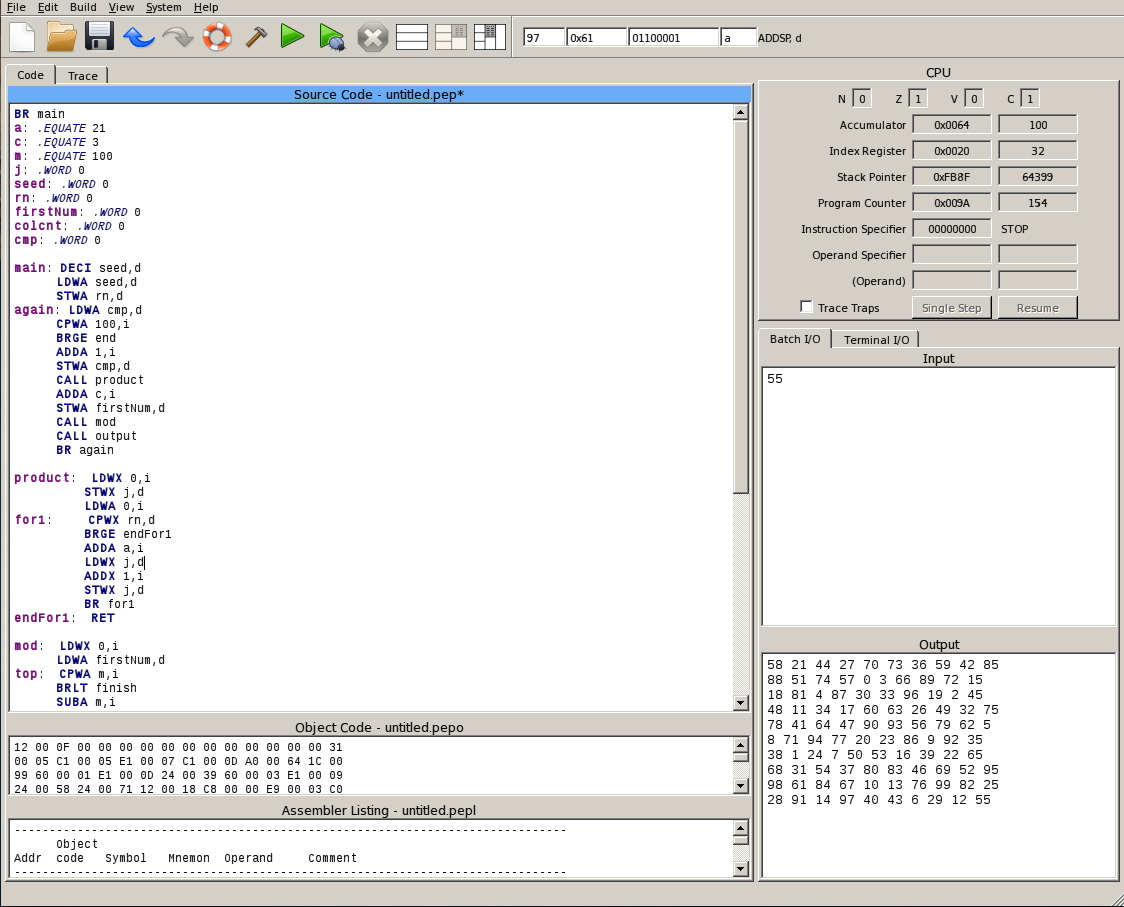 File Edit Build View System Help
97 0x61 01100001 a ADDSP, d
Code Trace
Source Code - untitled.pep*
BR main
a: .EQUATE 21
c: .EQUATE 3
m: .EQUATE 100
j: .WORD 0
seed: .WORD 0
rn: .WORD 0
firstNum: .WORD 0
colcnt: .WORD 0
cmp: .WORD 0
main: DECI seed,d
LDWA seed,d
STWA rn,d
again: LDWA cmp,d
CPWA 100,i
BRGE end
ADDA 1,i
STWA cmp,d
CALL product
ADDA c,i
STWA firstNum,d
CALL mod
CALL output
BR again
product: LDWX 0,i
STWX j,d
LDWA 0,i
for1: CPWX rn,d
BRGE endFor1
ADDA a,i
LDWX j,d
ADDX 1,i
STWX j,d
BR for1
endFor1: RET
mod: LDWX 0,i
LDWA firstNum,d
top: CPWA m,i
BRLT finish
SUBA m,i
Object Code - untitled.pepo
12 00 0F 00 00 00 00 00 00 00 00 00 00 00 00 31
00 05 C1 00 05 E1 00 07 C1 00 0D A0 00 64 1C 00
99 60 00 01 E1 00 0D 24 00 39 60 00 03 E1 00 09
24 00 58 24 00 71 12 00 18 C8 00 00 E9 00 03 C0
Assembler Listing - untitled.pepl
-------------------------------------------------------------------------------
Object
Addr code Symbol Mnemon Operand Comment
-------------------------------------------------------------------------------
CPU
N 0 Z 1 V 0 C 1
Accumulator 0x0064 100
Index Register 0x0020 32
Stack Pointer 0xFB8F 64399
Program Counter 0x009A 154
Instruction Specifier 00000000 STOP
Operand Specifier
(Operand)
Trace Traps Single Step Resume
Batch I/O Terminal I/O
Input
55
Output
58 21 44 27 70 73 36 59 42 85
88 51 74 57 0 3 66 89 72 15
18 81 4 87 30 33 96 19 2 45
48 11 34 17 60 63 26 49 32 75
78 41 64 47 90 93 56 79 62 5
8 71 94 77 20 23 86 9 92 35
38 1 24 7 50 53 16 39 22 65
68 31 54 37 80 83 46 69 52 95
98 61 84 67 10 13 76 99 82 25
28 91 14 97 40 43 6 29 12 55